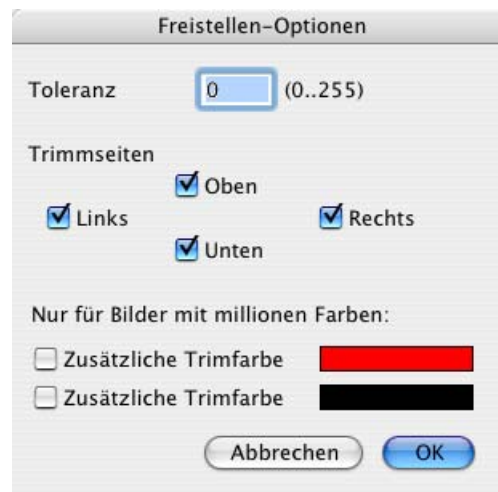 Freistellen-Optionen
Toleranz 0 (0..255)
Trimmseiten
Oben
Links Rechts
Unten
Nur für Bilder mit millionen Farben:
Zusätzliche Trimfarbe
Zusätzliche Trimfarbe
Abbrechen OK